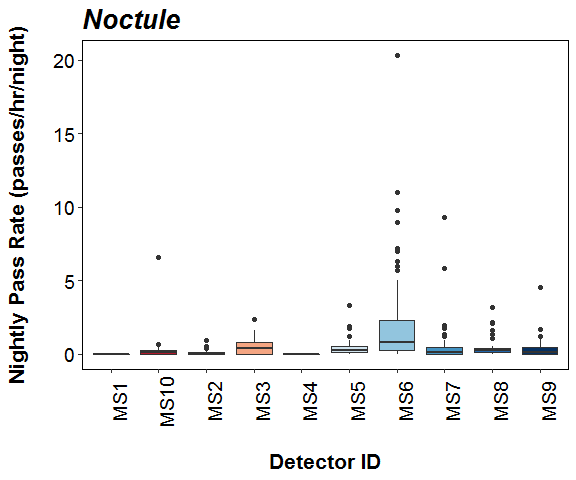 Noctule
Nightly Pass Rate (passes/hr/night)
20
15
10
5
0
MS1 MS10 MS2 MS3 MS4 MS5 MS6 MS7 MS8 MS9
Detector ID